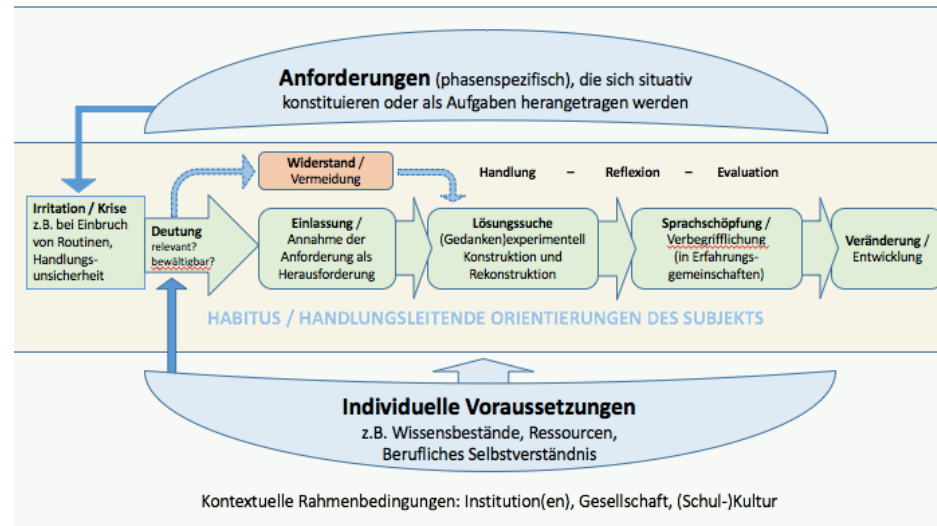 Anforderungen (phasenspezifisch), die sich situativ
konstituieren oder als Aufgaben herangetragen werden
Widerstand /
Vermeidung
Handlung – Reflexion – Evaluation
Irritation / Krise
z.B. bei Einbruch
von Routinen,
Handlungs-
unsicherheit
Deutung
relevant?
bewältigbar?
Einlassung /
Annahme der
Anforderung als
Herausforderung
Lösungssuche
(Gedanken)experimentell
Konstruktion und
Rekonstruktion
Sprachschöpfung /
Verbegrifflichung
(in Erfahrungs-
gemeinschaften)
Veränderung /
Entwicklung
HABITUS / HANDLUNGSLEITENDE ORIENTIERUNGEN DES SUBJEKTS
Individuelle Voraussetzungen
z.B. Wissensbestände, Ressourcen,
Berufliches Selbstverständnis
Kontextuelle Rahmenbedingungen: Institution(en), Gesellschaft, (Schul-)Kultur